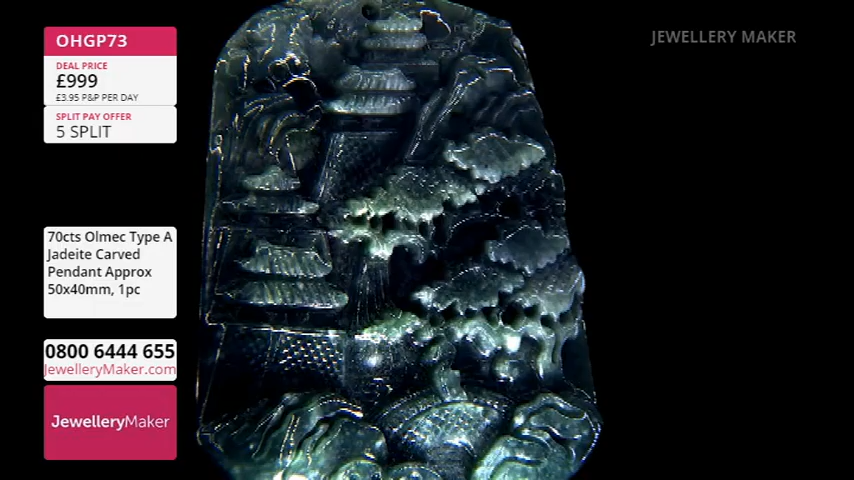 OHGP73
DEAL PRICE
£999
£3.95 P&P PER DAY
SPLIT PAY OFFER
5 SPLIT
70cts Olmec Type A
Jadeite Carved
Pendant Approx
50x40mm, 1pc
0800 6444 655
JewelleryMaker.com
JewelleryMaker
JEWELLERY MAKER